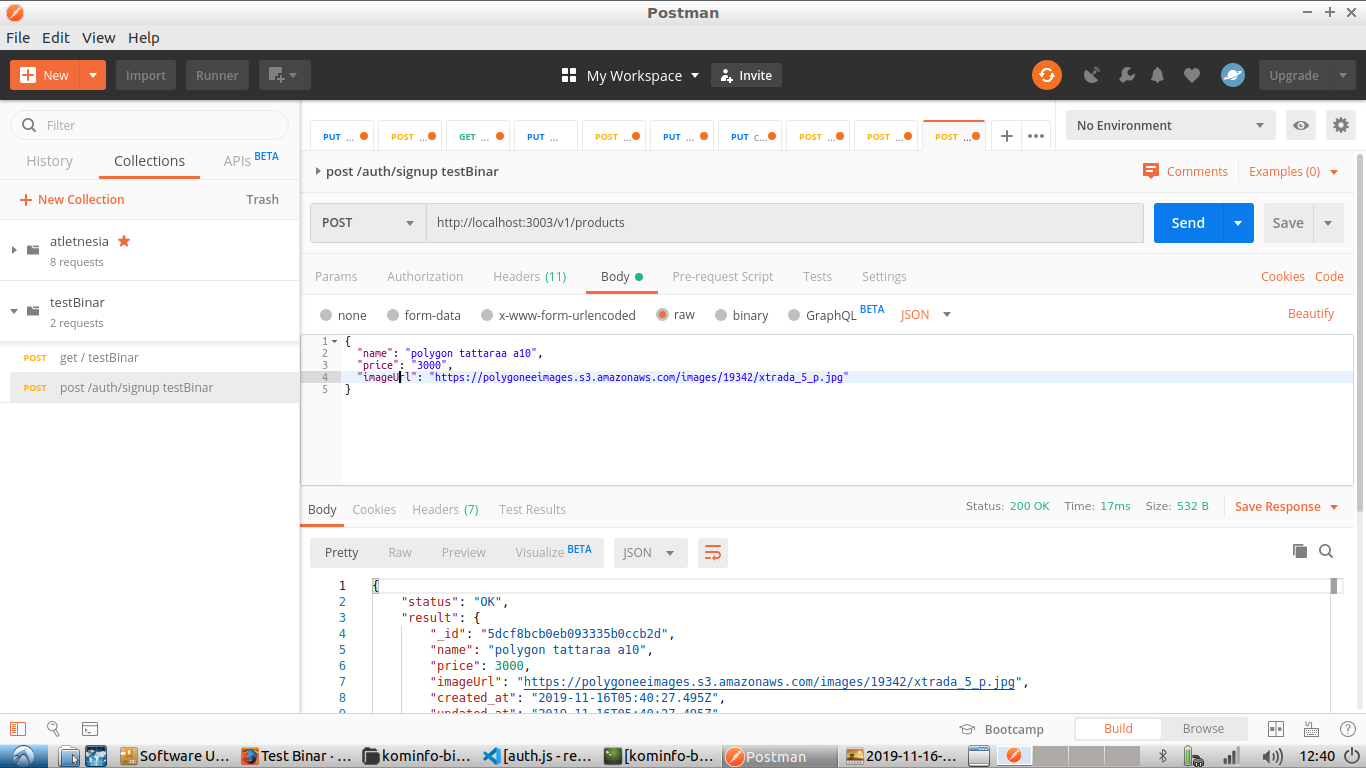 Postman
File Edit View Help
New Import Runner My Workspace Invite Upgrade
Filter
History Collections APIs BETA
New Collection Trash
atletnesia
8 requests
testBinar
2 requests
POST get / testBinar
POST post /auth/signup testBinar
PUT ... POST ... GET ... PUT ... POST ... PUT ... PUT c... POST ... POST ... POST ...
No Environment
post /auth/signup testBinar Comments Examples (0)
POST http://localhost:3003/v1/products Send Save
Params Authorization Headers (11) Body Pre-request Script Tests Settings Cookies Code
none form-data x-www-form-urlencoded raw binary GraphQL BETA JSON Beautify
1 {
2 "name": "polygon tattaraa a10",
3 "price": "3000",
4 "imageUrl": "https://polygoneeimages.s3.amazonaws.com/images/19342/xtrada_5_p.jpg"
5 }
Body Cookies Headers (7) Test Results Status: 200 OK Time: 17ms Size: 532 B Save Response
Pretty Raw Preview Visualize BETA JSON
1 {
2 "status": "OK",
3 "result": {
4 "_id": "5dcf8bcb0eb093335b0ccb2d",
5 "name": "polygon tattaraa a10",
6 "price": 3000,
7 "imageUrl": "https://polygoneeimages.s3.amazonaws.com/images/19342/xtrada_5_p.jpg",
8 "created_at": "2019-11-16T05:40:27.495Z",
9 "updated_at": "2019-11-16T05:40:27.495Z"
Bootcamp Build Browse
Software U... Test Binar - ... kominfo-bi... [auth.js - re... [kominfo-b... Postman 2019-11-16-... 12:40